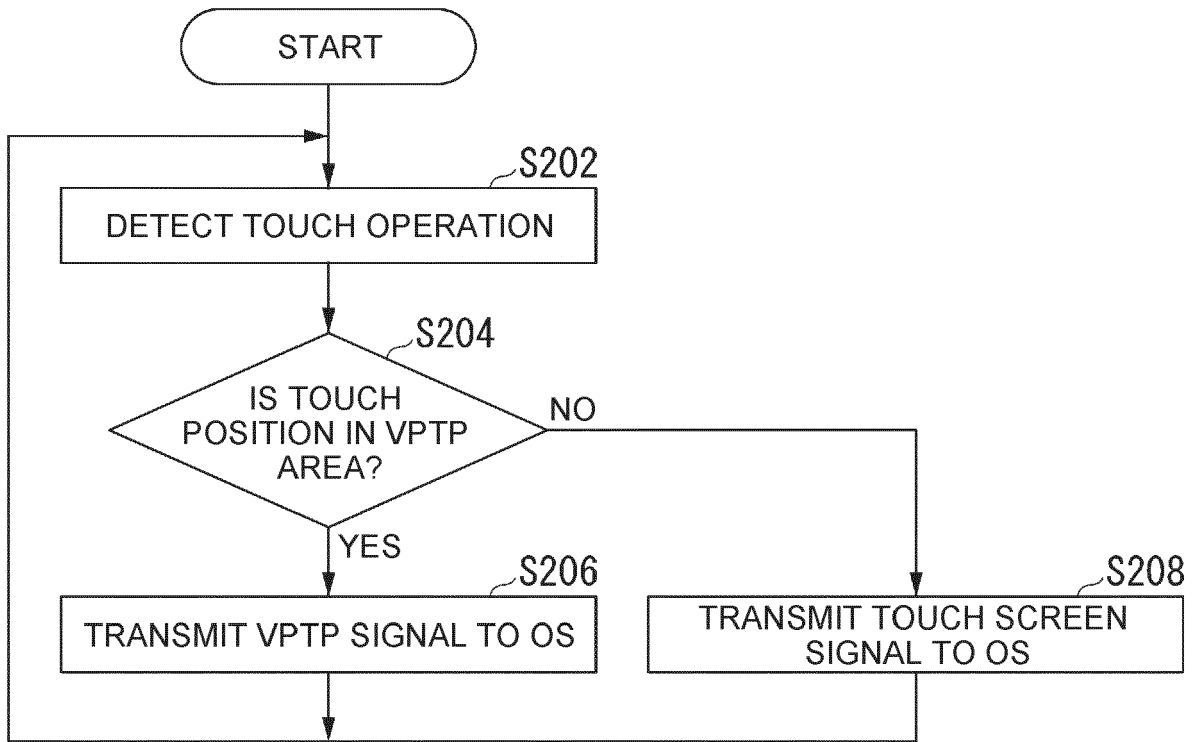 START
S202
DETECT TOUCH OPERATION
S204
IS TOUCH
POSITION IN VPTP
AREA?
NO
YES
S206
TRANSMIT VPTP SIGNAL TO OS
S208
TRANSMIT TOUCH SCREEN
SIGNAL TO OS